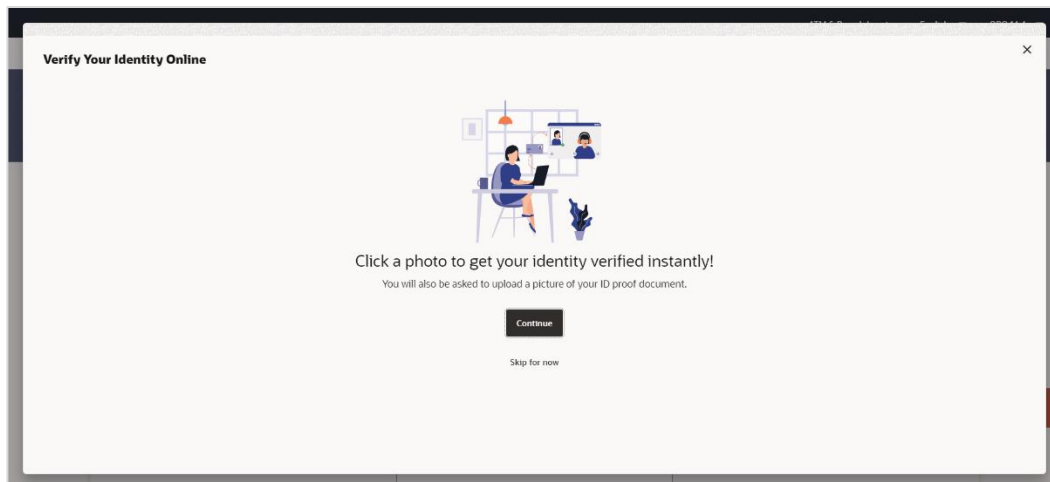 Verify Your Identity Online
Click a photo to get your identity verified instantly!
You will also be asked to upload a picture of your ID proof document.
Continue
Skip for now